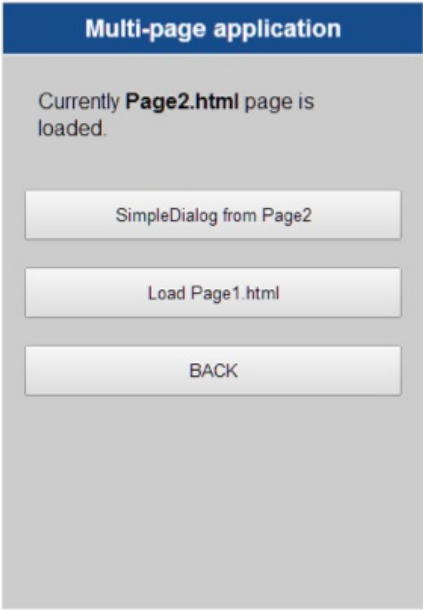 Multi-page application
Currently Page2.html page is
loaded.
SimpleDialog from Page2
Load Page1.html
BACK